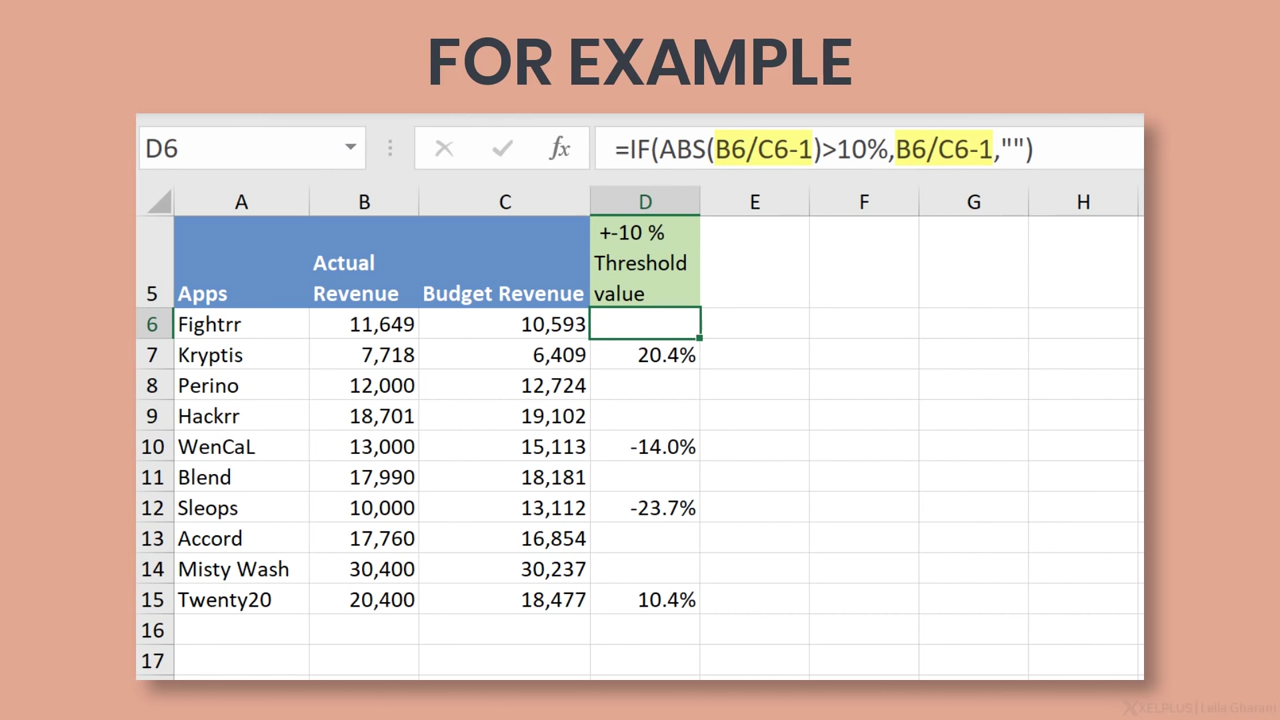 FOR EXAMPLE
D6 fx =IF(ABS(B6/C6-1)>10%,B6/C6-1,"")
A B C D E F G H
5 Apps Actual Revenue Budget Revenue +-10 % Threshold value
6 Fightrr 11,649 10,593
7 Kryptis 7,718 6,409 20.4%
8 Perino 12,000 12,724
9 Hackrr 18,701 19,102
10 WenCaL 13,000 15,113 -14.0%
11 Blend 17,990 18,181
12 Sleops 10,000 13,112 -23.7%
13 Accord 17,760 16,854
14 Misty Wash 30,400 30,237
15 Twenty20 20,400 18,477 10.4%
16
17
XELPLUS | Leila Gharani